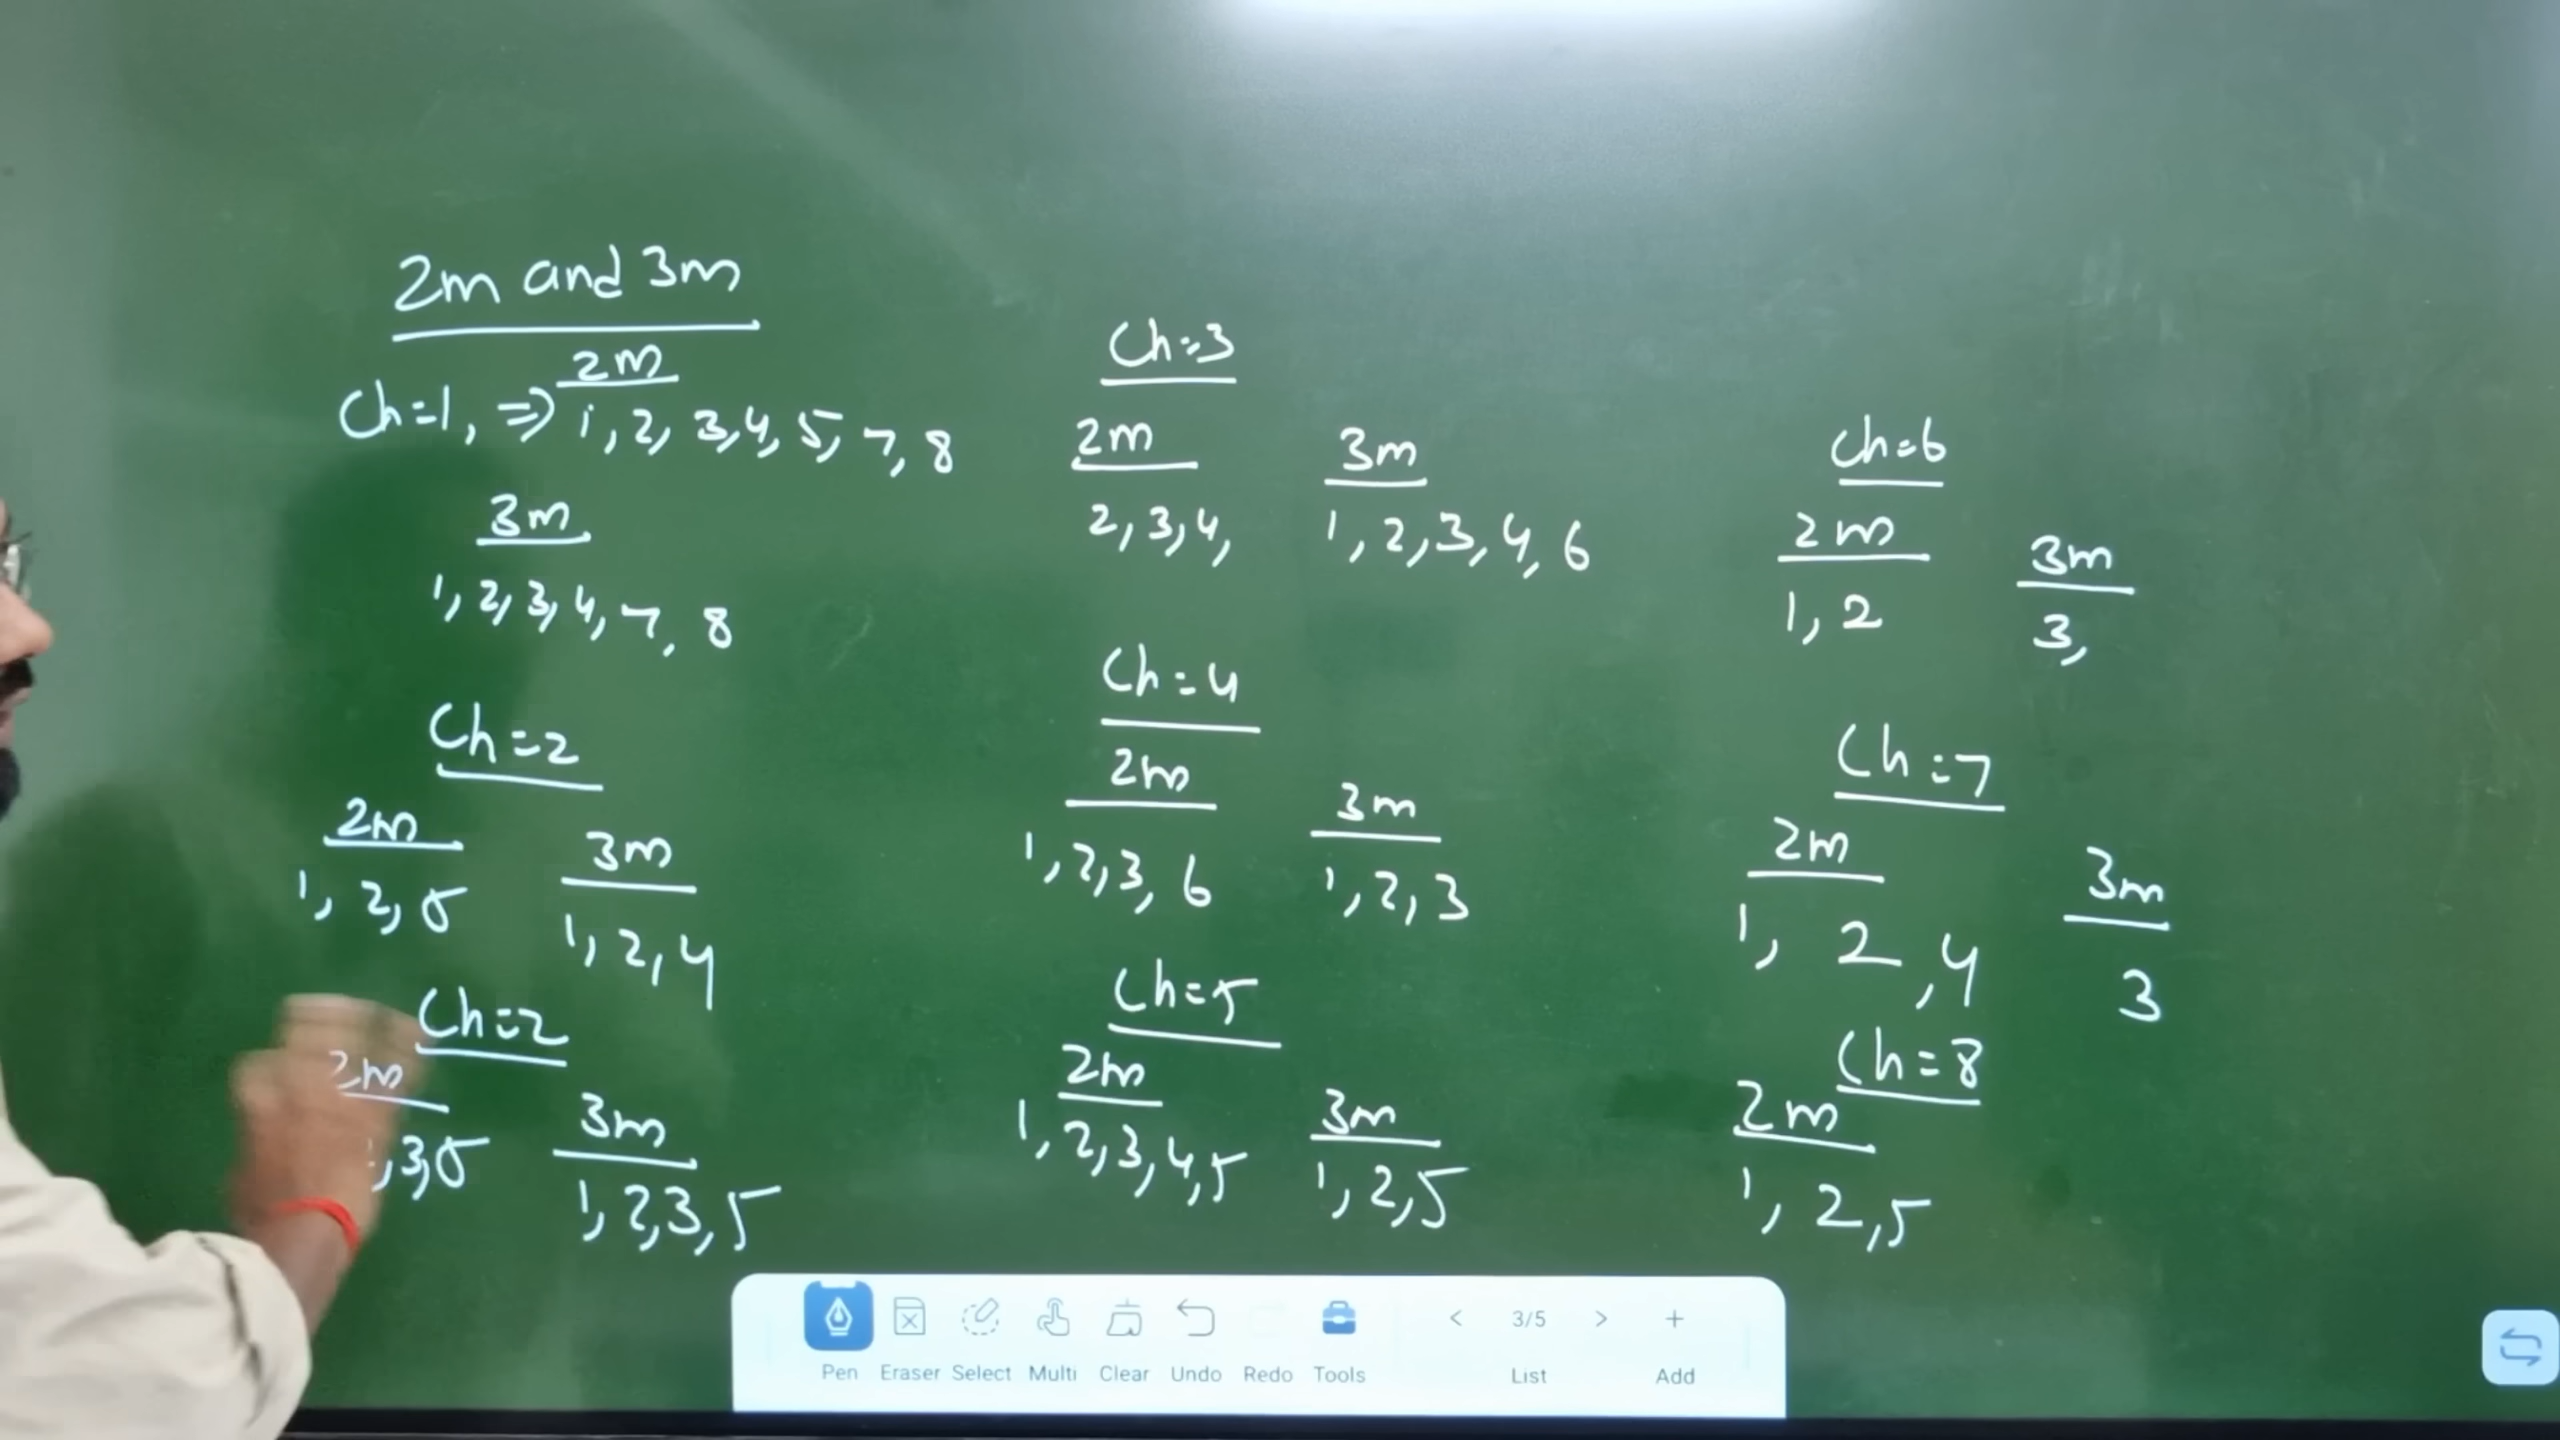 2m and 3m
2m
Ch=1, ⇒ 1, 2, 3, 4, 5, 7, 8
3m
1, 2, 3, 4, 7, 8
Ch=2
2m 3m
1, 2, 5 1, 2, 4
Ch=2
2m 3m
,3,5 1, 2, 3, 5
Ch=3
2m 3m
2, 3, 4, 1, 2, 3, 4, 6
Ch=4
2m 3m
1, 2, 3, 6 1, 2, 3
Ch=5
2m 3m
1, 2, 3, 4, 5 1, 2, 5
Ch=6
2m 3m
1, 2 3,
Ch=7
2m 3m
1, 2, 4 3
Ch=8
2m
1, 2, 5
Pen Eraser Select Multi Clear Undo Redo Tools < 3/5 > +
List Add